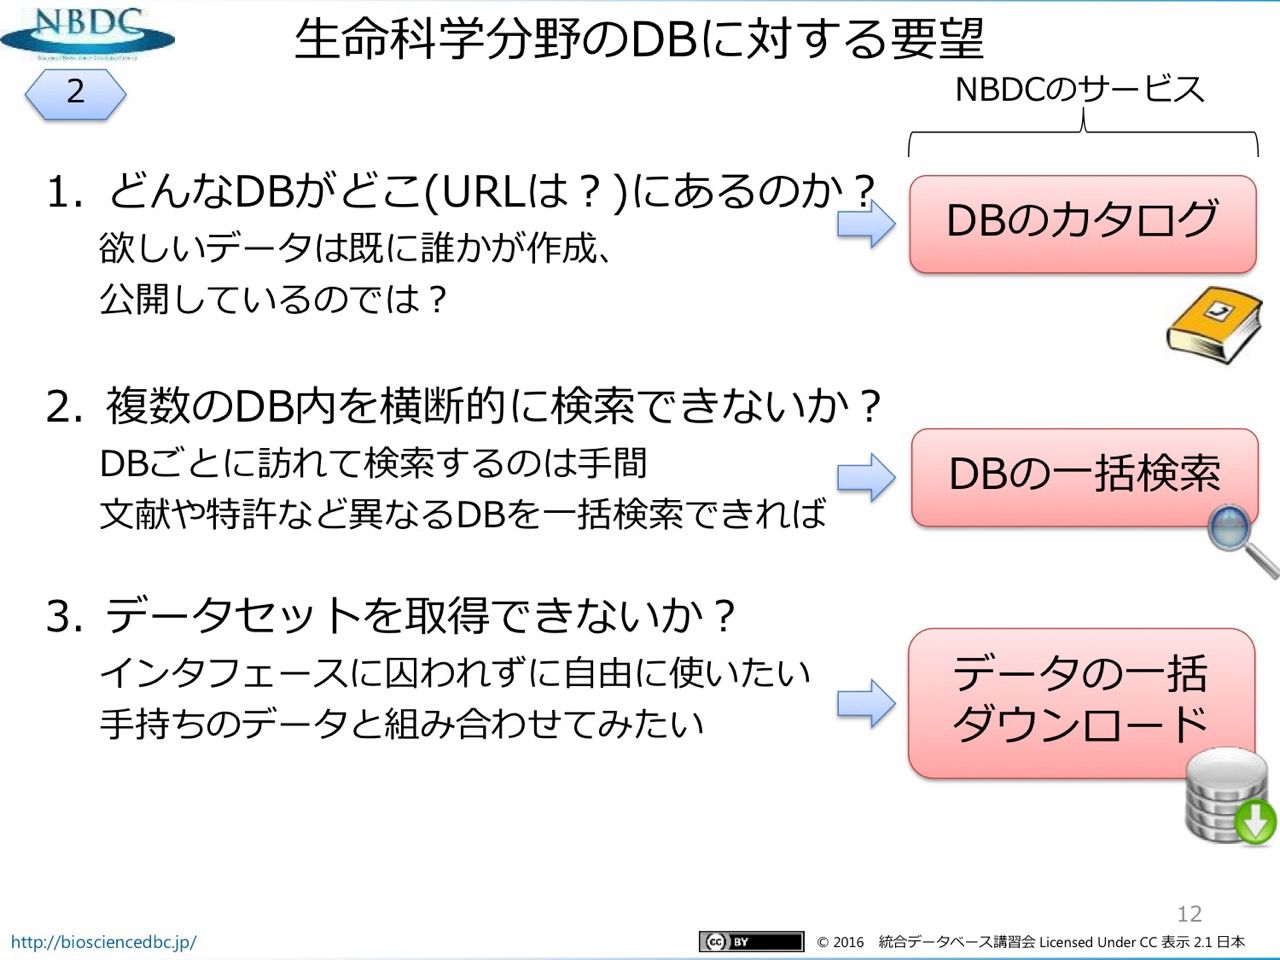 NBDC
生命科学分野のDBに対する要望
2
NBDCのサービス
1. どんなDBがどこ(URLは？)にあるのか？
欲しいデータは既に誰かが作成、
公開しているのでは？
DBのカタログ
2. 複数のDB内を横断的に検索できないか？
DBごとに訪れて検索するのは手間
文献や特許など異なるDBを一括検索できれば
DBの一括検索
3. データセットを取得できないか？
インタフェースに囚われずに自由に使いたい
手持ちのデータと組み合わせてみたい
データの一括
ダウンロード
12
http://biosciencedbc.jp/
cc BY
© 2016 統合データベース講習会 Licensed Under CC 表示 2.1 日本